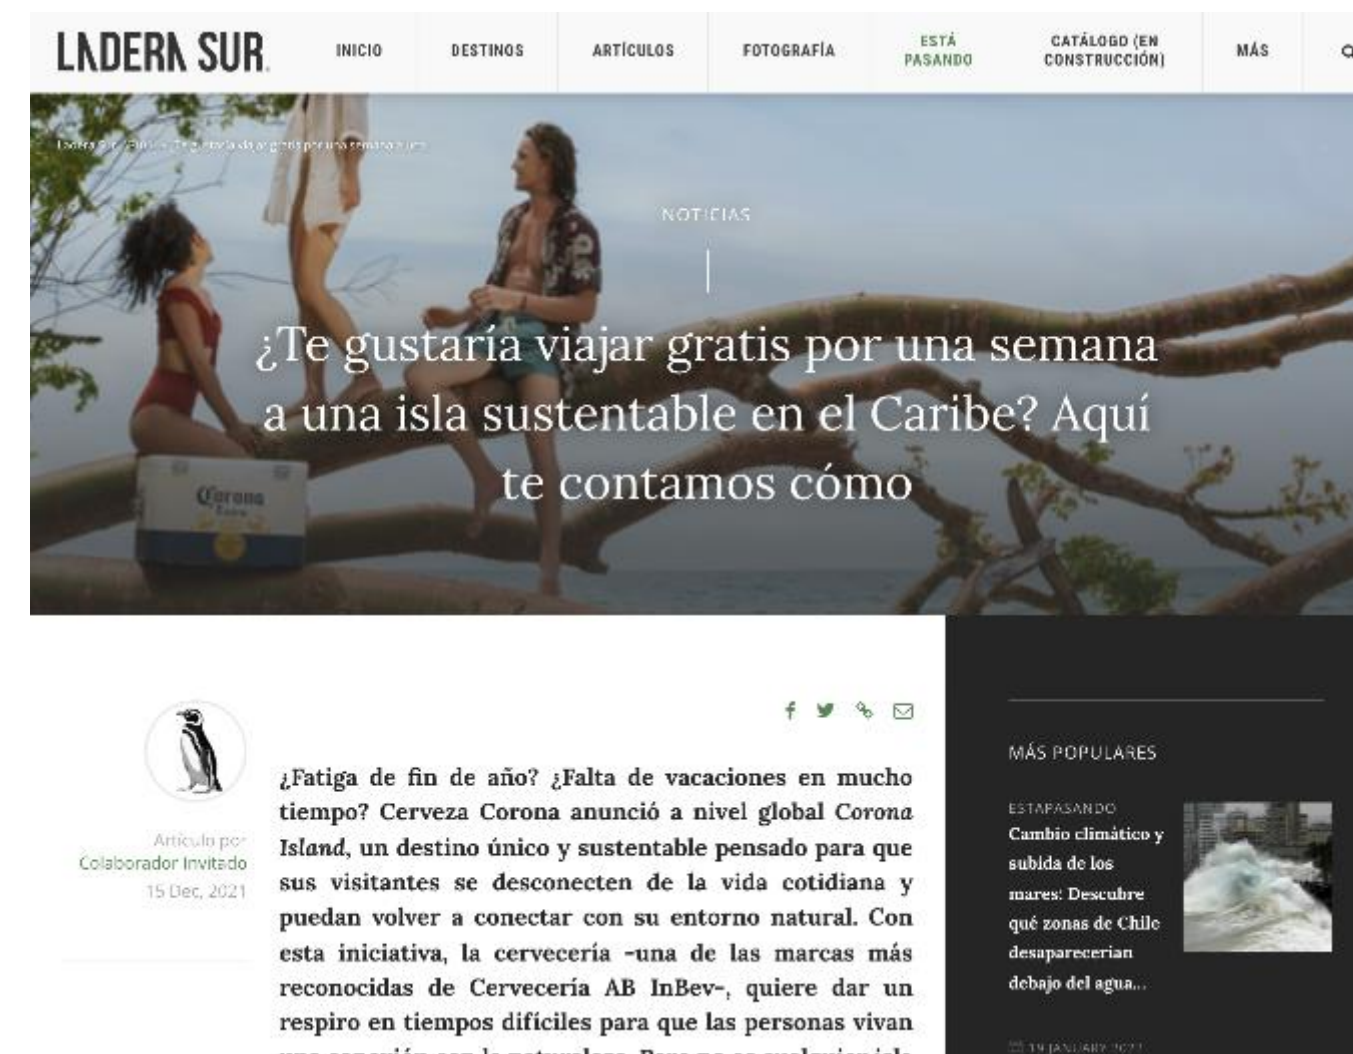 LADERA SUR
INICIO
DESTINOS
ARTÍCULOS
FOTOGRAFÍA
ESTÁ
PASANDO
CATÁLOGO (EN
CONSTRUCCIÓN)
MÁS
NOTICIAS
¿Te gustaría viajar gratis por una semana
a una isla sustentable en el Caribe? Aquí
te contamos cómo
Corona
Extra
Artículo por
Colaborador Invitado
15 Dec, 2021
¿Fatiga de fin de año? ¿Falta de vacaciones en mucho
tiempo? Cerveza Corona anunció a nivel global Corona
Island, un destino único y sustentable pensado para que
sus visitantes se desconecten de la vida cotidiana y
puedan volver a conectar con su entorno natural. Con
esta iniciativa, la cervecería -una de las marcas más
reconocidas de Cervecería AB InBev-, quiere dar un
respiro en tiempos difíciles para que las personas vivan
MÁS POPULARES
ESTAPASANDO
Cambio climático y
subida de los
mares: Descubre
qué zonas de Chile
desaparecerian
debajo del agua...